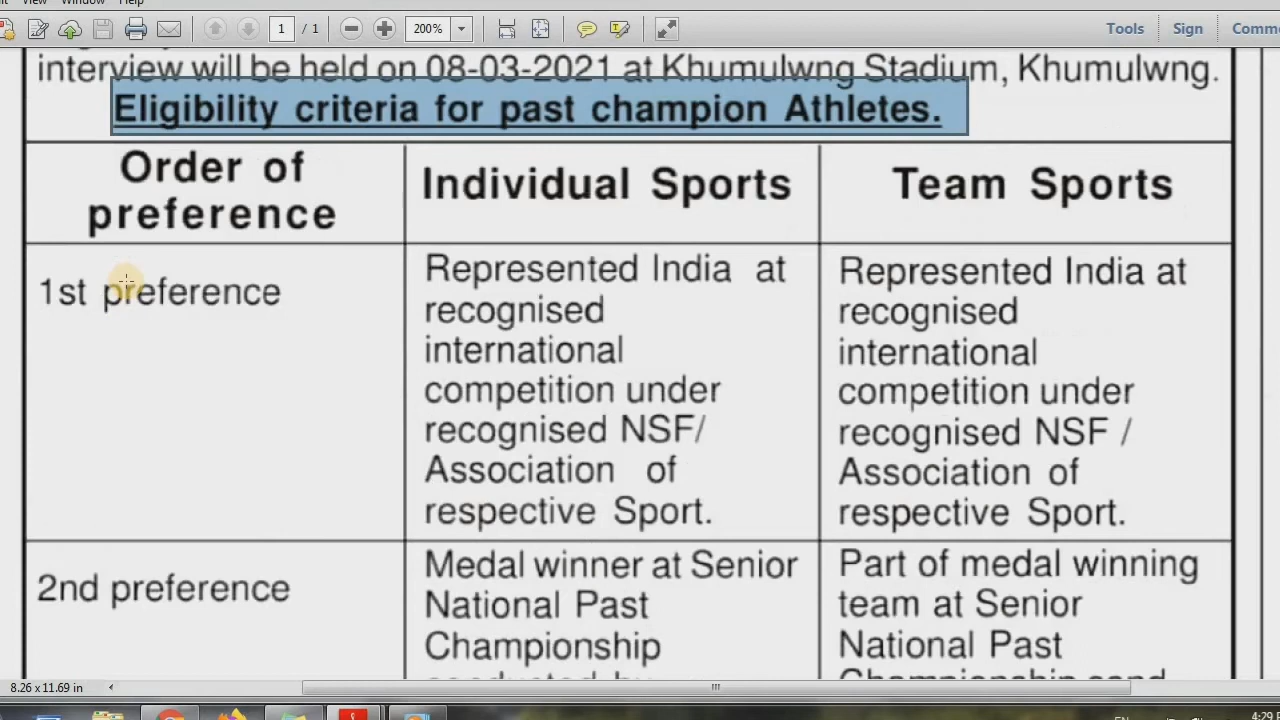 Window
Help
1 / 1
200%
Tools
Sign
interview will be held on 08-03-2021 at Khumulwng Stadium, Khumulwng.
Eligibility criteria for past champion Athletes.
Order of
preference
Individual Sports
Team Sports
1st preference
Represented India at
recognised
international
competition under
recognised NSF/
Association of
respective Sport.
Represented India at
recognised
international
competition under
recognised NSF /
Association of
respective Sport.
2nd preference
Medal winner at Senior
National Past
Championship
conducted by
Part of medal winning
team at Senior
National Past
8.26 x 11.69 in